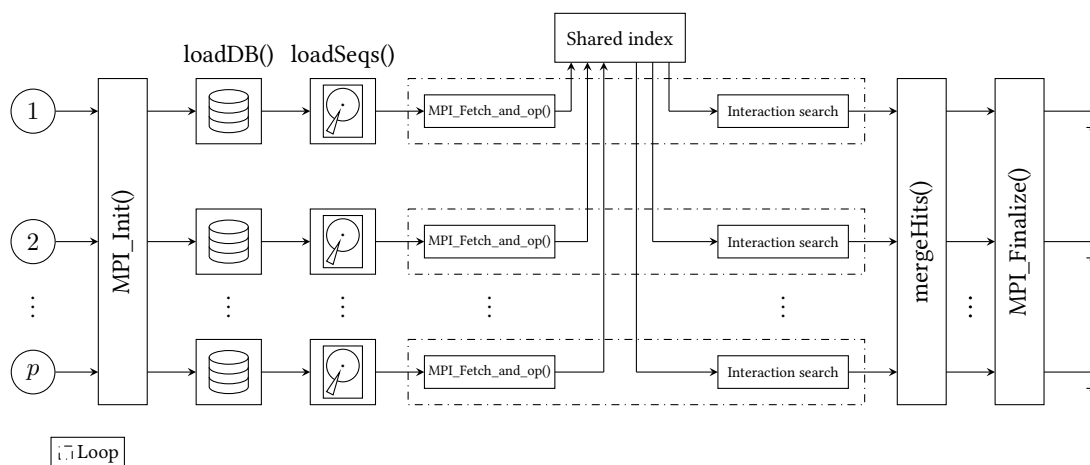 Shared index
loadDB() loadSeqs()
1
MPI_Init()
MPI_Fetch_and_op()
Interaction search
mergeHits()
MPI_Finalize()
2
MPI_Fetch_and_op()
Interaction search
p
MPI_Fetch_and_op()
Interaction search
Loop